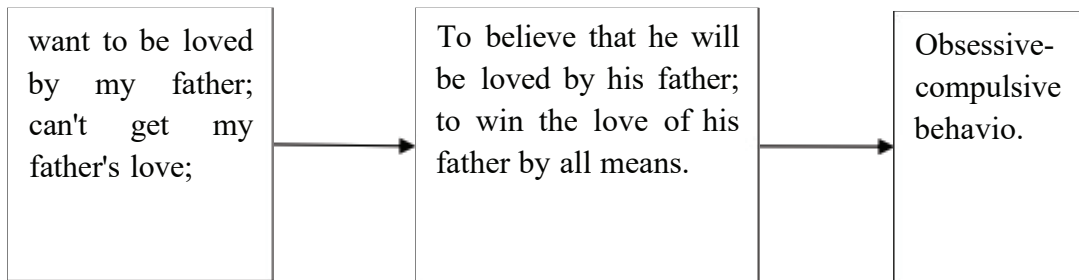 want to be loved
by my father;
can't get my
father's love;
To believe that he will
be loved by his father;
to win the love of his
father by all means.
Obsessive-
compulsive
behavio.